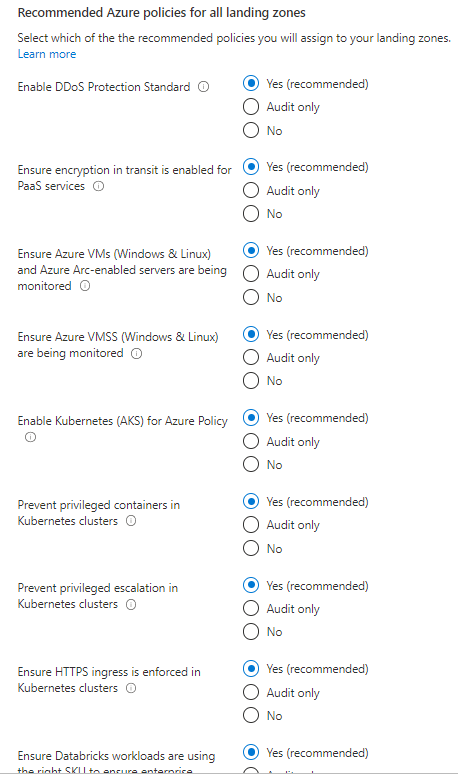 Recommended Azure policies for all landing zones
Select which of the the recommended policies you will assign to your landing zones.
Learn more
Enable DDoS Protection Standard
Yes (recommended)
Audit only
No
Ensure encryption in transit is enabled for
PaaS services
Yes (recommended)
Audit only
No
Ensure Azure VMs (Windows & Linux)
and Azure Arc-enabled servers are being
monitored
Yes (recommended)
Audit only
No
Ensure Azure VMSS (Windows & Linux)
are being monitored
Yes (recommended)
Audit only
No
Enable Kubernetes (AKS) for Azure Policy
Yes (recommended)
Audit only
No
Prevent privileged containers in
Kubernetes clusters
Yes (recommended)
Audit only
No
Prevent privileged escalation in
Kubernetes clusters
Yes (recommended)
Audit only
No
Ensure HTTPS ingress is enforced in
Kubernetes clusters
Yes (recommended)
Audit only
No
Ensure Databricks workloads are using
the right SKU to ensure enterprise
Yes (recommended)